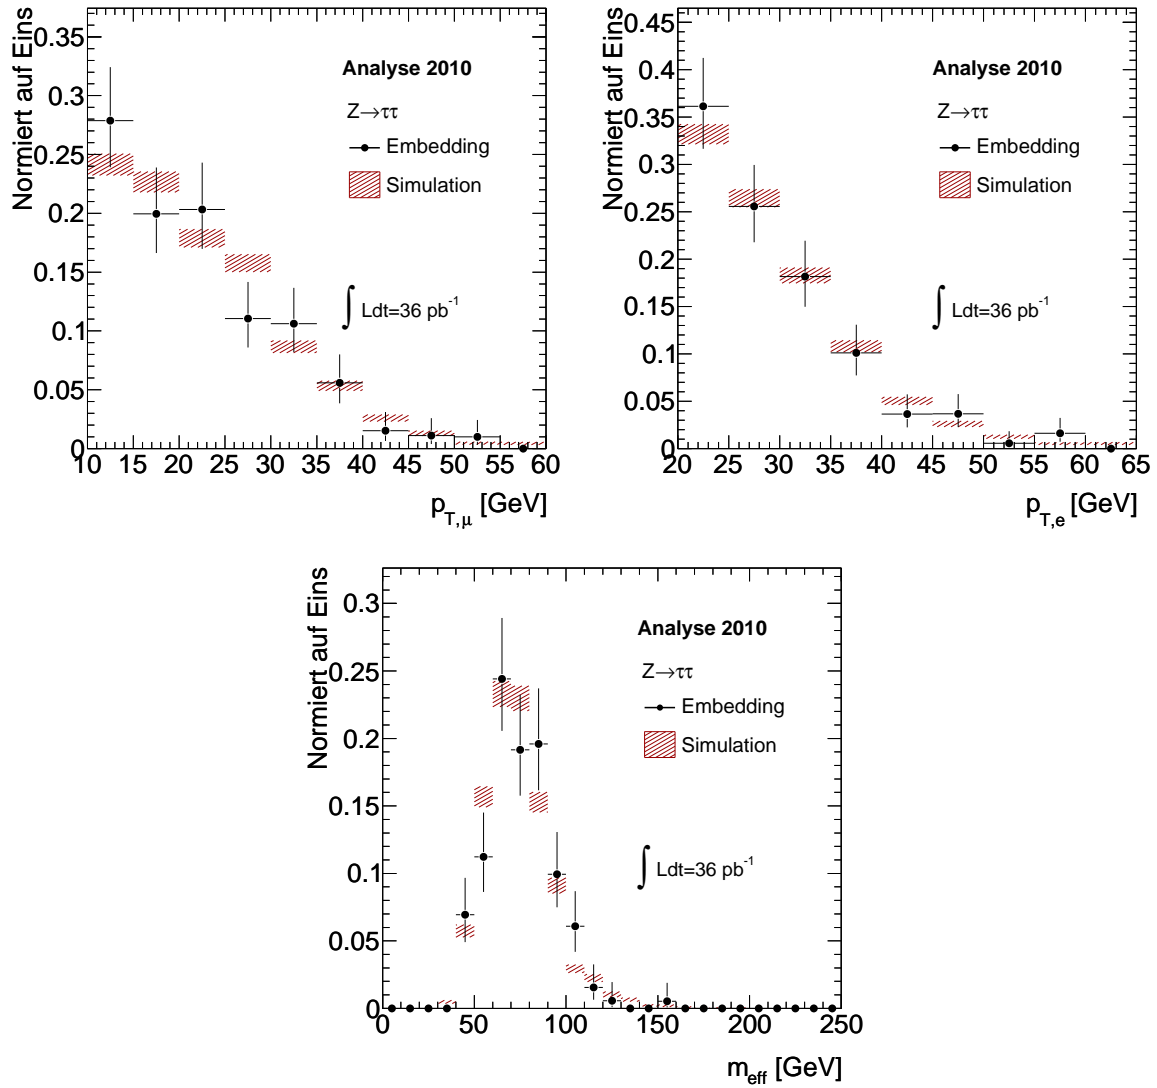 Normiert auf Eins
0.35
0.3
0.25
0.2
0.15
0.1
0.05
0
10 15 20 25 30 35 40 45 50 55 60
p_T,μ [GeV]
Analyse 2010
Z→ττ
Embedding
Simulation
∫ Ldt=36 pb^-1
Normiert auf Eins
0.45
0.4
0.35
0.3
0.25
0.2
0.15
0.1
0.05
0
20 25 30 35 40 45 50 55 60 65
p_T,e [GeV]
Analyse 2010
Z→ττ
Embedding
Simulation
∫ Ldt=36 pb^-1
Normiert auf Eins
0.3
0.25
0.2
0.15
0.1
0.05
0
0 50 100 150 200 250
m_eff [GeV]
Analyse 2010
Z→ττ
Embedding
Simulation
∫ Ldt=36 pb^-1